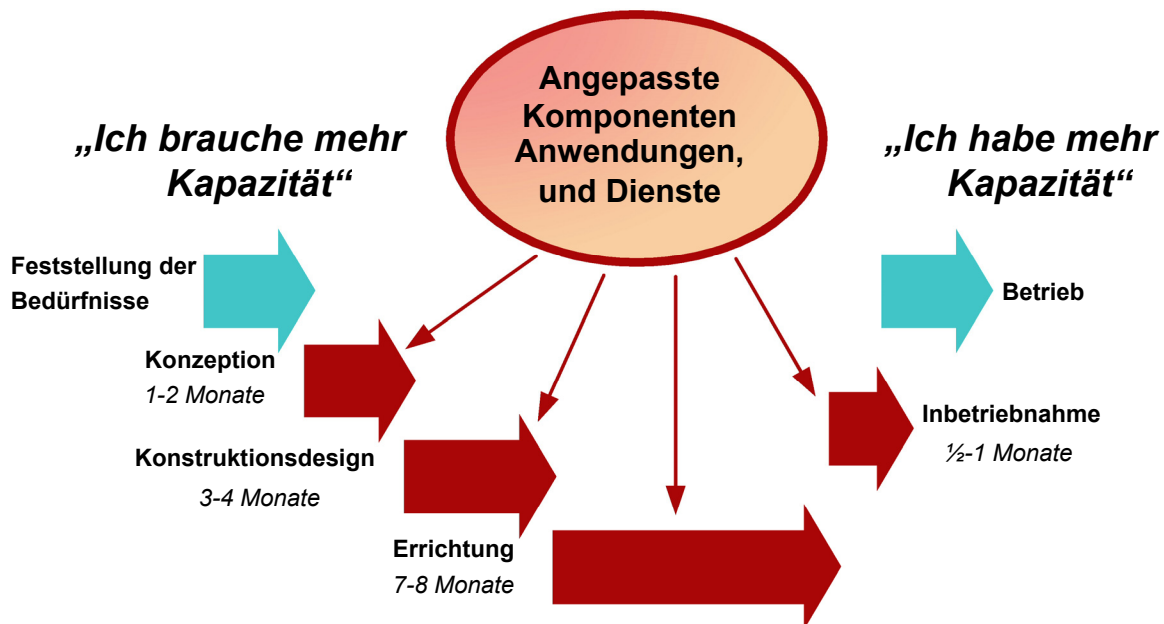 Angepasste
Komponenten
Anwendungen,
und Dienste
„Ich brauche mehr
Kapazität“
„Ich habe mehr
Kapazität“
Feststellung der
Bedürfnisse
Betrieb
Konzeption
1-2 Monate
Inbetriebnahme
½-1 Monate
Konstruktionsdesign
3-4 Monate
Errichtung
7-8 Monate